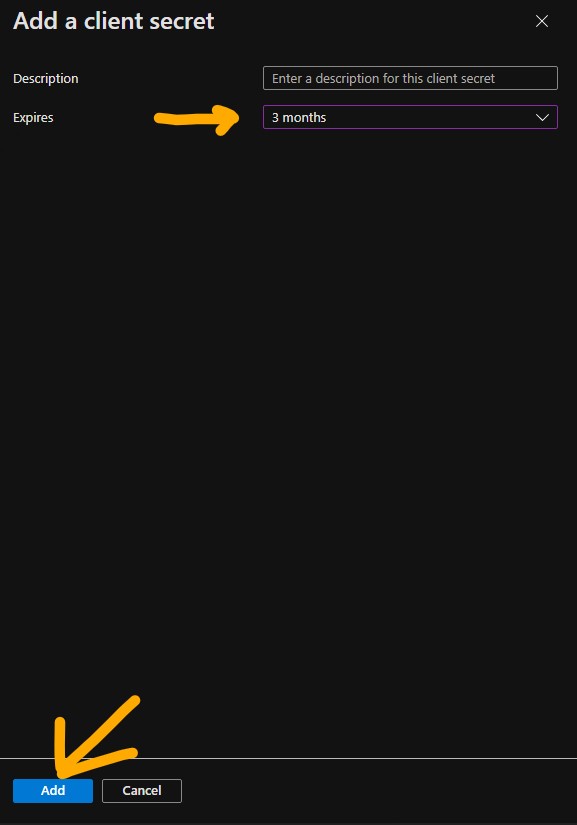 Add a client secret
Description
Enter a description for this client secret
Expires
3 months
Add
Cancel